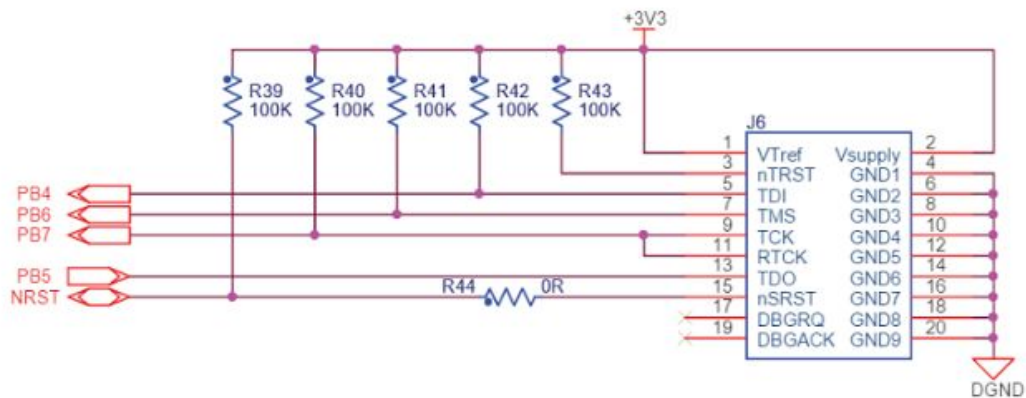 +3V3
R39 100K
R40 100K
R41 100K
R42 100K
R43 100K
J6
1 VTref Vsupply 2
3 nTRST GND1 4
PB4 5 TDI GND2 6
PB6 7 TMS GND3 8
PB7 9 TCK GND4 10
11 RTCK GND5 12
PB5 13 TDO GND6 14
NRST R44 0R 15 nSRST GND7 16
17 DBGRQ GND8 18
19 DBGACK GND9 20
DGND